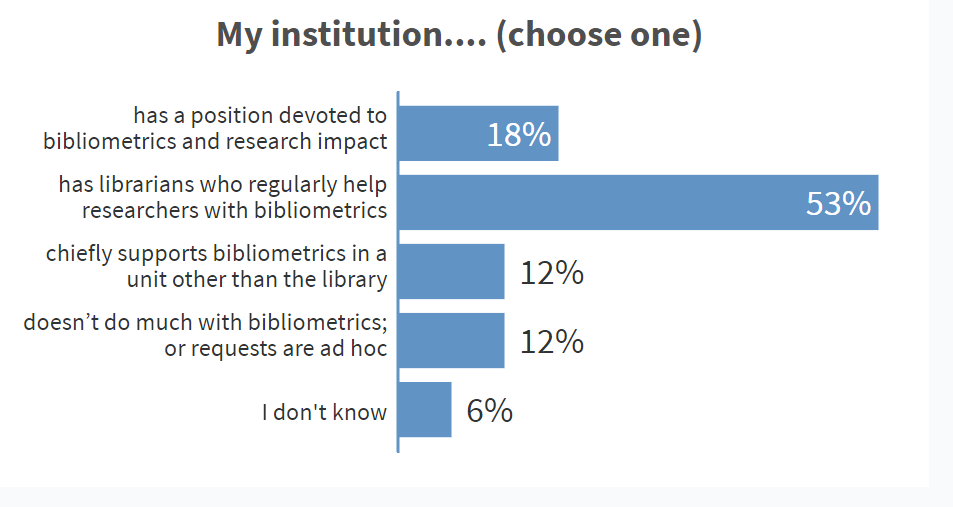 My institution.... (choose one)
has a position devoted to
bibliometrics and research impact
18%
has librarians who regularly help
researchers with bibliometrics
53%
chiefly supports bibliometrics in a
unit other than the library
12%
doesn’t do much with bibliometrics;
or requests are ad hoc
12%
I don't know
6%